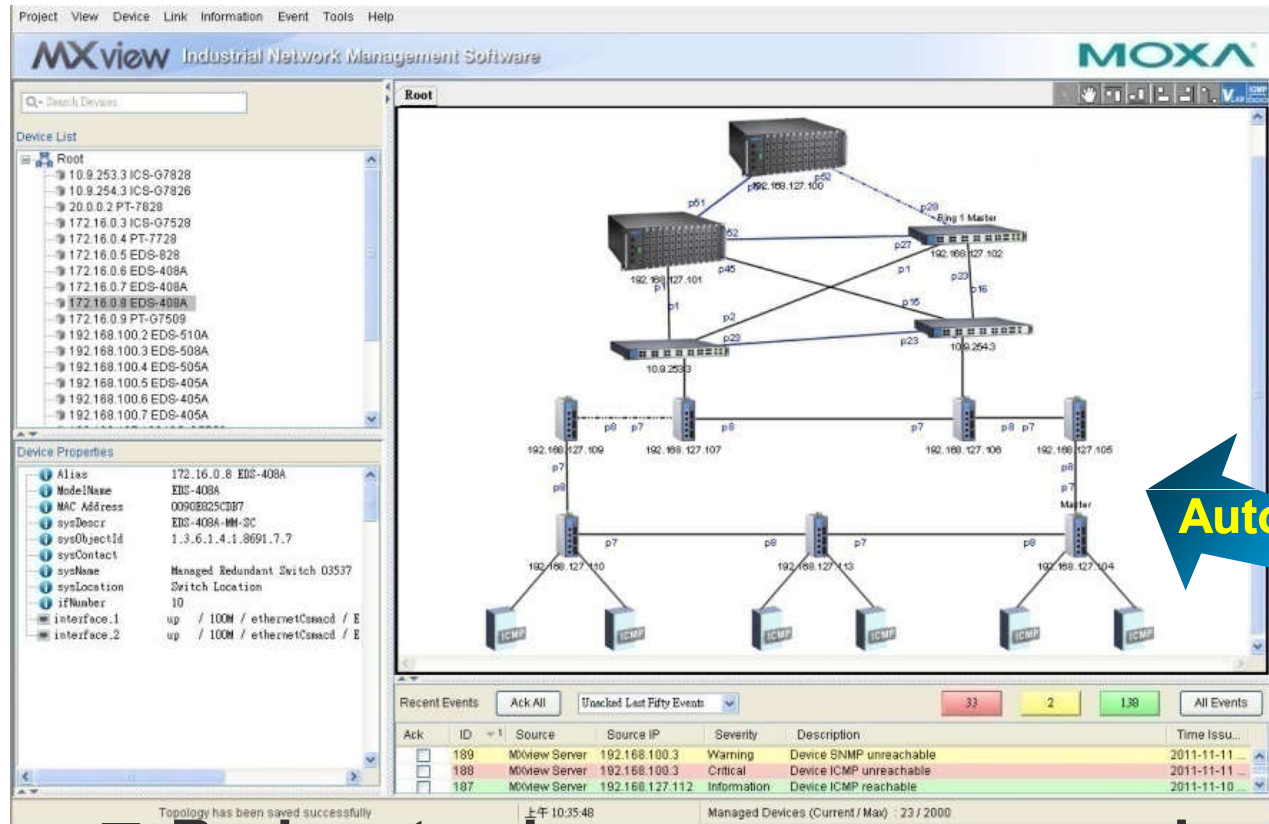 Project View Device Link Information Event Tools Help
MXview Industrial Network Management Software
MOXA
Search Devices
Device List
Root
10.9.253.3 ICS-G7828
10.9.254.3 ICS-G7826
20.0.0.2 PT-7828
172.16.0.3 ICS-G7528
172.16.0.4 PT-7728
172.16.0.5 EDS-828
172.16.0.6 EDS-408A
172.16.0.7 EDS-408A
172.16.0.8 EDS-408A
172.16.0.9 PT-G7509
192.168.100.2 EDS-510A
192.168.100.3 EDS-508A
192.168.100.4 EDS-505A
192.168.100.5 EDS-405A
192.168.100.6 EDS-405A
192.168.100.7 EDS-405A
Device Properties
Alias 172.16.0.8 EDS-408A
ModelName EDS-408A
MAC Address 0090E825CDB7
sysDescr EDS-408A-MM-SC
sysObjectId 1.3.6.1.4.1.8691.7.7
sysContact
sysName Managed Redundant Switch 03537
sysLocation Switch Location
ifNumber 10
interface.1 up / 100M / ethernetCsmacd / E
interface.2 up / 100M / ethernetCsmacd / E
Root
VLAN IGMP
192.168.127.100
p52
p51
p28
Ring 1 Master
52
p27
192.168.127.102
192.168.127.101
p1
p45
p1
p23
p16
p1
p15
p2
p23
p23
10.9.254.3
10.9.253.3
p8 p7
p8
p7
p8 p7
192.168.127.109
192.168.127.107
192.168.127.106
192.168.127.105
p7
p8
p8
p7
Master
p7
p8
p7
p8
192.168.127.110
192.168.127.113
192.168.127.104
ICMP
ICMP
ICMP
ICMP
ICMP
ICMP
Auto
Recent Events Ack All Unacked Last Fifty Events 33 2 138 All Events
Ack ID 1 Source Source IP Severity Description Time Issu...
189 MXview Server 192.168.100.3 Warning Device SNMP unreachable 2011-11-11 ...
188 MXview Server 192.168.100.3 Critical Device ICMP unreachable 2011-11-11 ...
187 MXview Server 192.168.127.112 Information Device ICMP reachable 2011-11-10 ...
Topology has been saved successfully 上午 10:35:48 Managed Devices (Current / Max) : 23 / 2000